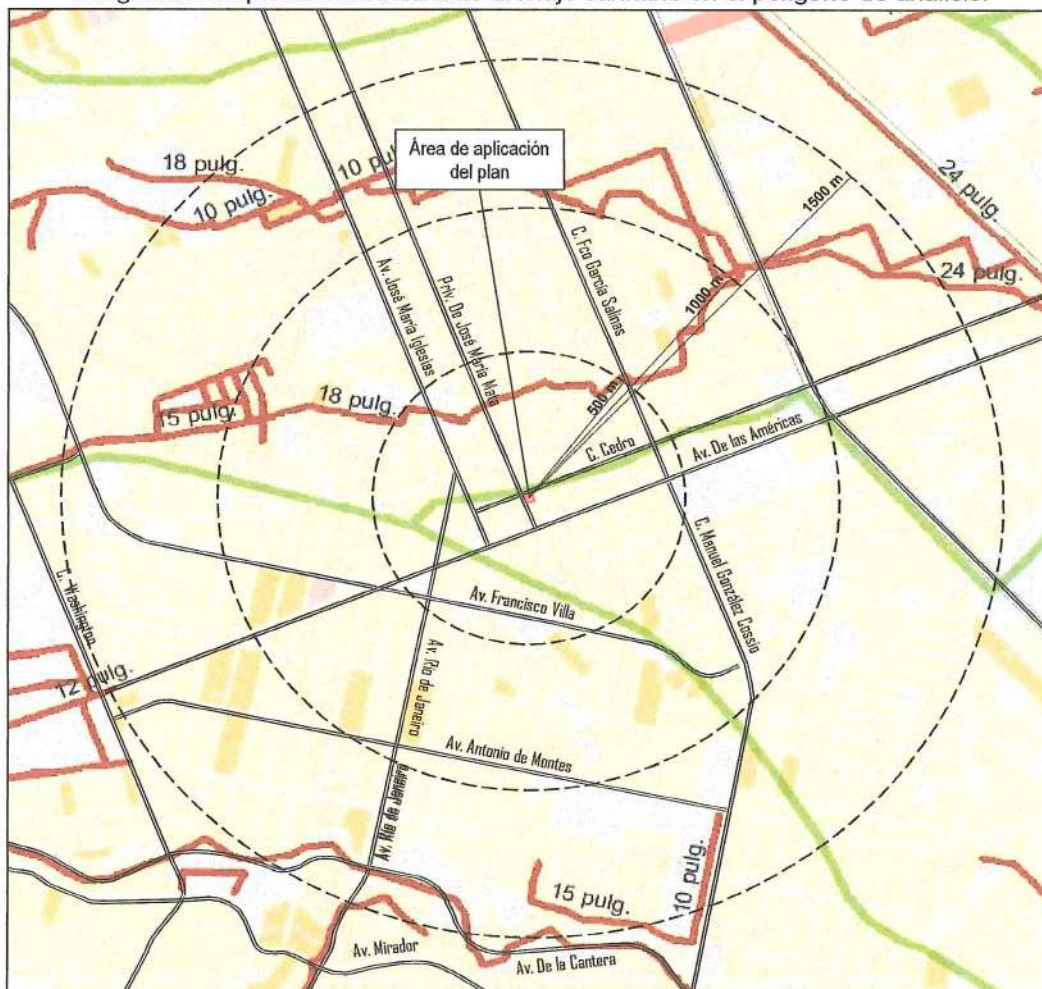 Área de aplicación
del plan
18 pulg.
10 pulg.
10
24 pulg.
24 pulg.
1500 m.
1000 m.
500 m.
C. Fco García Salinas
Av. José María Iglesias
Priv. De José María Mata
15 pulg.
18 pulg.
C. Cedro
Av. De las Américas
C. Manuel González Cossío
Av. Francisco Villa
C. Washington
12 pulg.
Av. Río de Janeiro
Av. Antonio de Montes
Av. Río de Janeiro
10 pulg.
15 pulg.
Av. Mirador
Av. De la Cantera